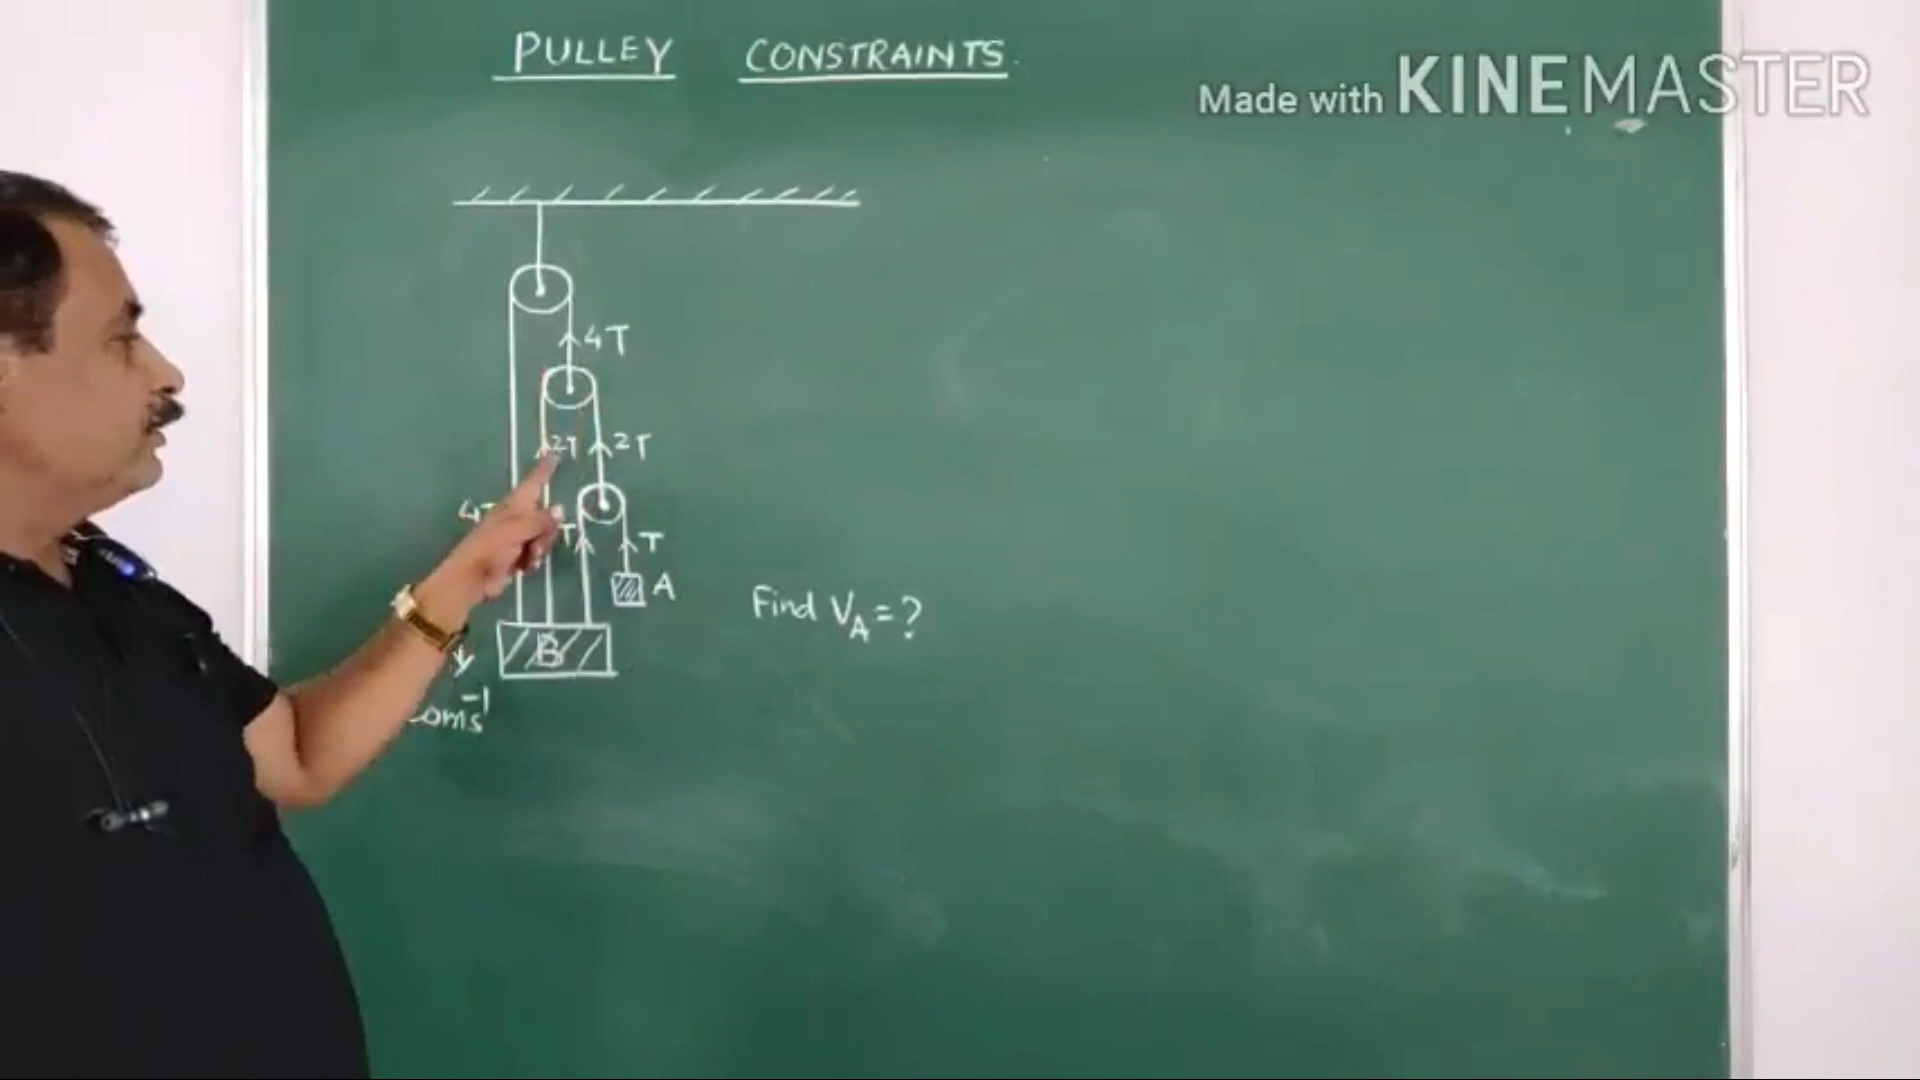 PULLEY CONSTRAINTS
Made with KINEMASTER
4T
2T 2T
T T
A
Find V_A = ?
B